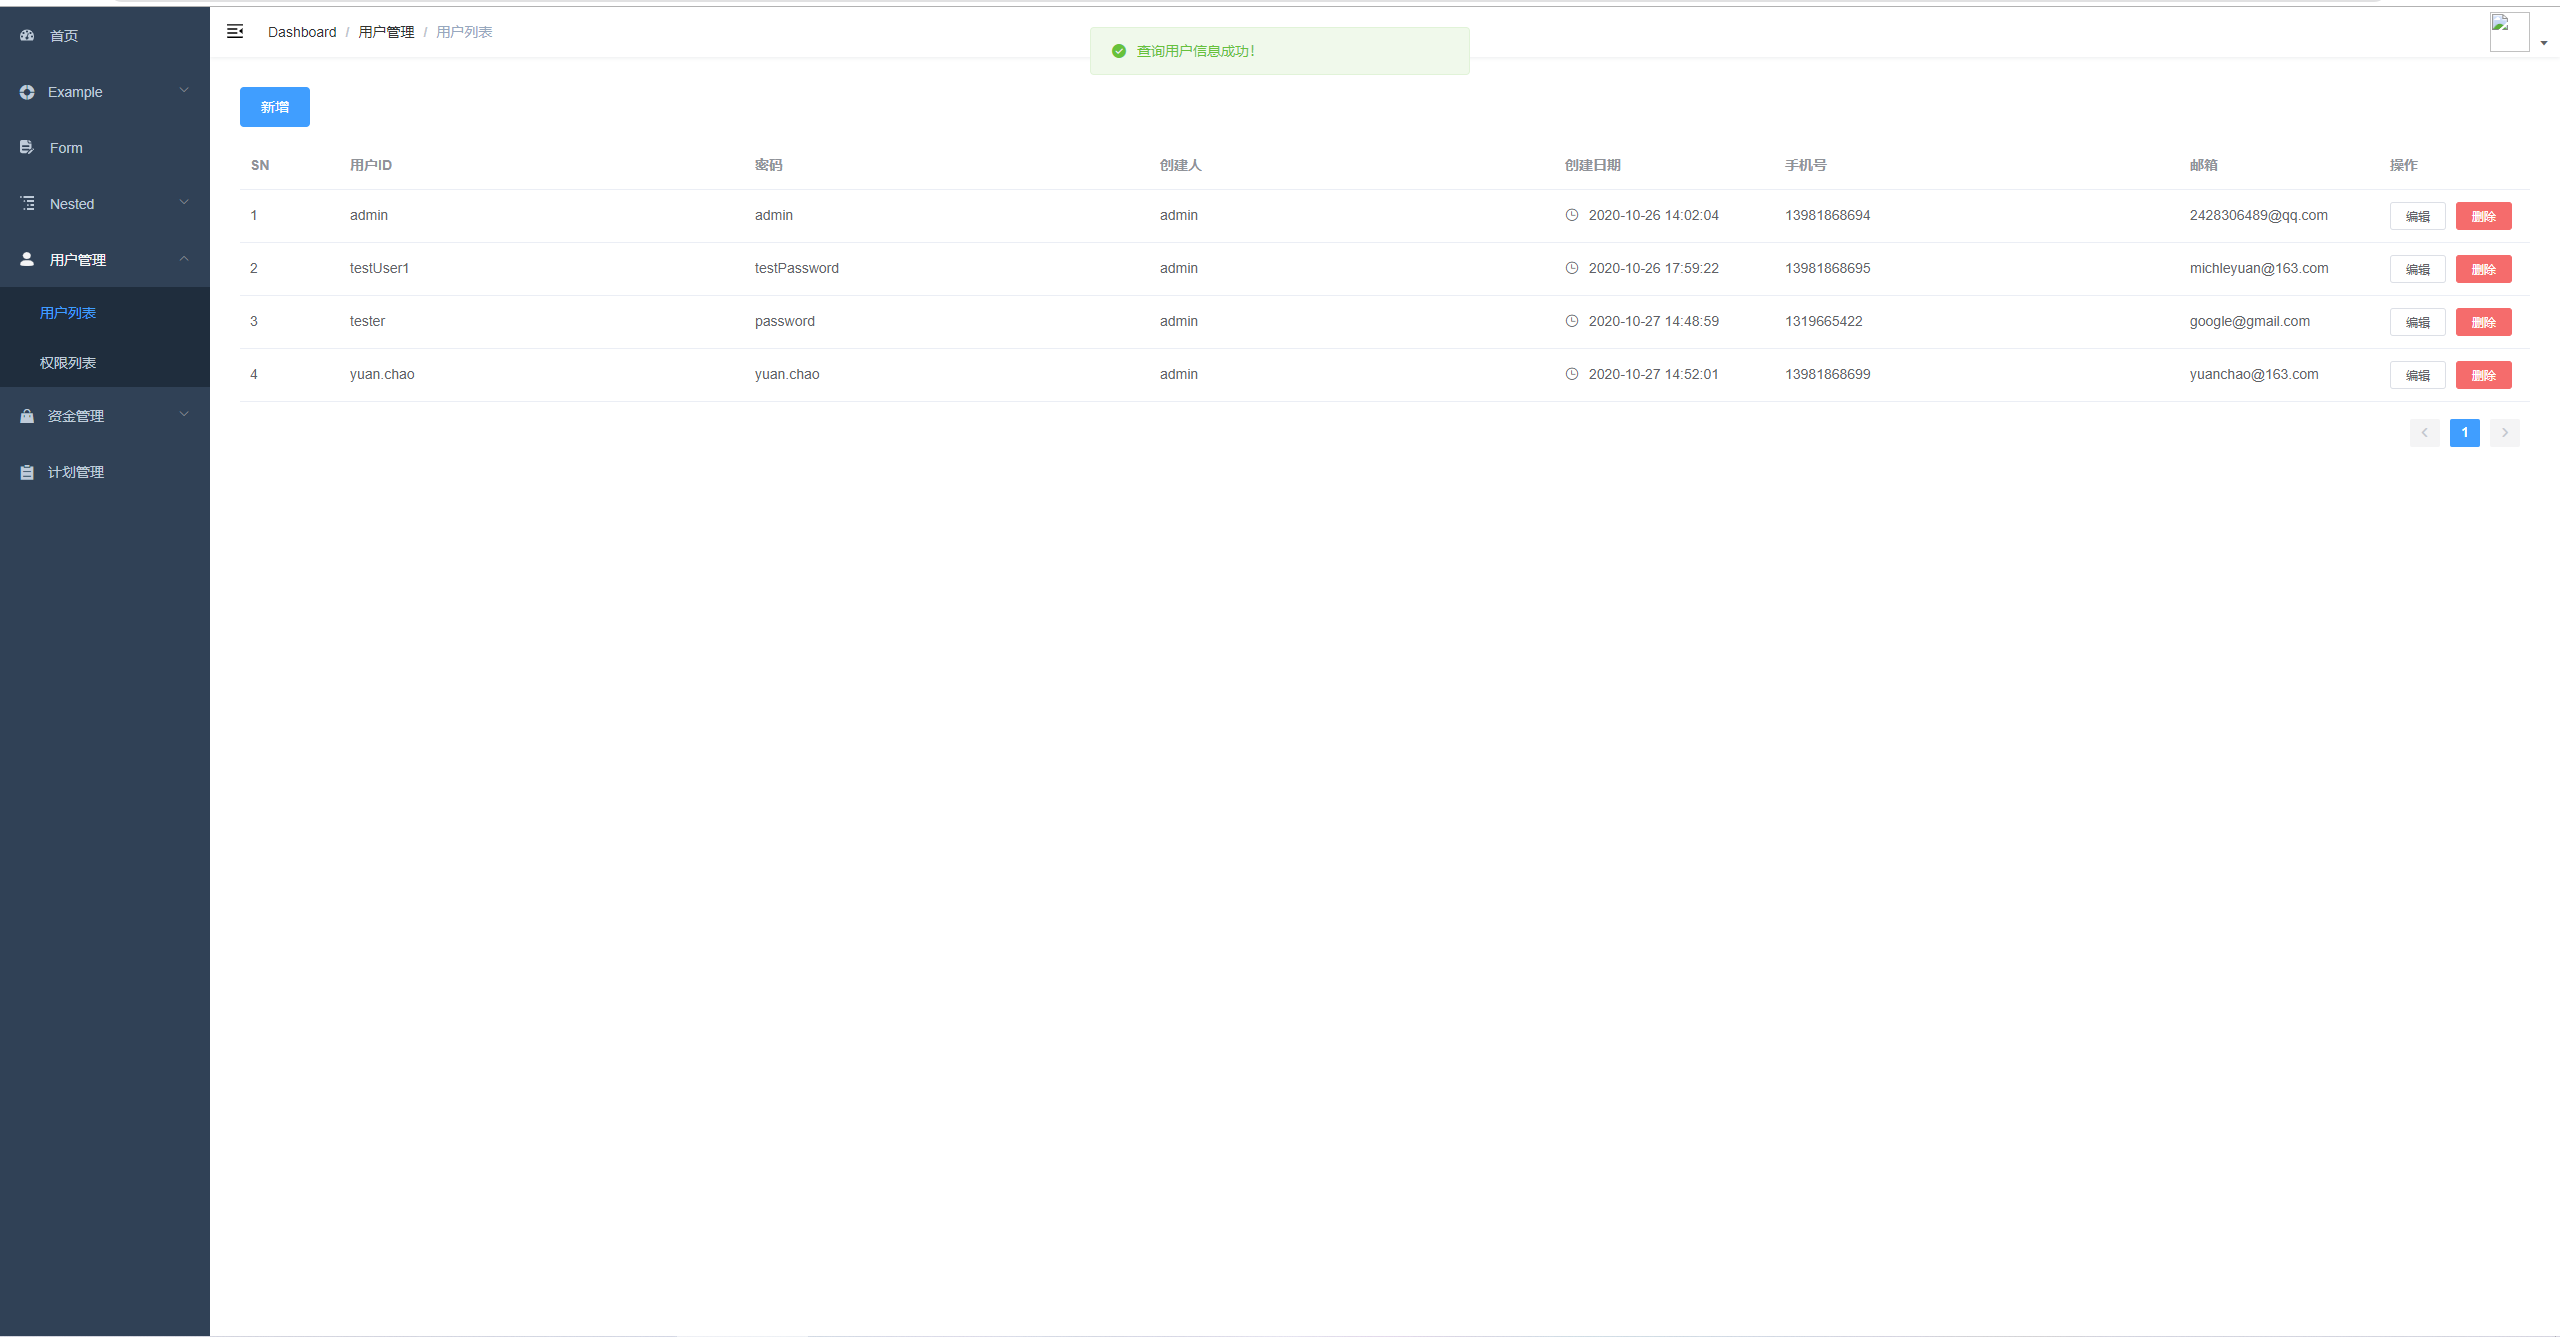 首页
Example
Form
Nested
用户管理
用户列表
权限列表
资金管理
计划管理
Dashboard / 用户管理 / 用户列表
查询用户信息成功!
新增
SN 用户ID 密码 创建人 创建日期 手机号 邮箱 操作
1 admin admin admin 2020-10-26 14:02:04 13981868694 2428306489@qq.com 编辑 删除
2 testUser1 testPassword admin 2020-10-26 17:59:22 13981868695 michleyuan@163.com 编辑 删除
3 tester password admin 2020-10-27 14:48:59 1319665422 google@gmail.com 编辑 删除
4 yuan.chao yuan.chao admin 2020-10-27 14:52:01 13981868699 yuanchao@163.com 编辑 删除
1